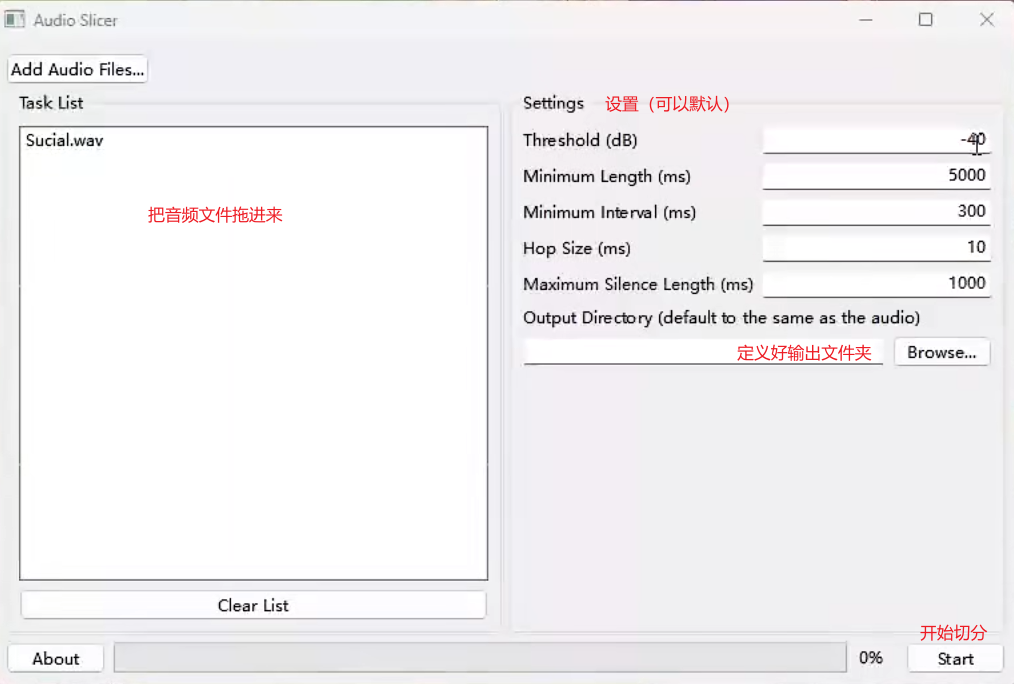 Audio Slicer
Add Audio Files...
Task List
Sucial.wav
把音频文件拖进来
Clear List
Settings 设置（可以默认）
Threshold (dB) -40
Minimum Length (ms) 5000
Minimum Interval (ms) 300
Hop Size (ms) 10
Maximum Silence Length (ms) 1000
Output Directory (default to the same as the audio)
定义好输出文件夹 Browse...
开始切分
About 0% Start